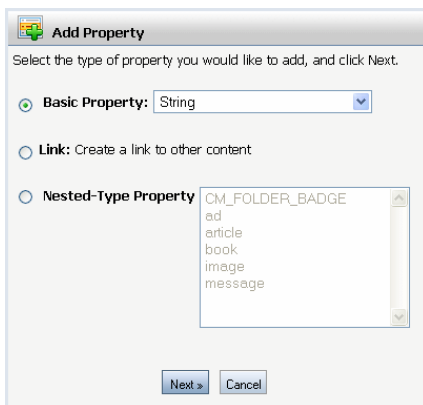 Add Property
Select the type of property you would like to add, and click Next.
Basic Property: String
Link: Create a link to other content
Nested-Type Property
CM_FOLDER_BADGE
ad
article
book
image
message
Next »
Cancel